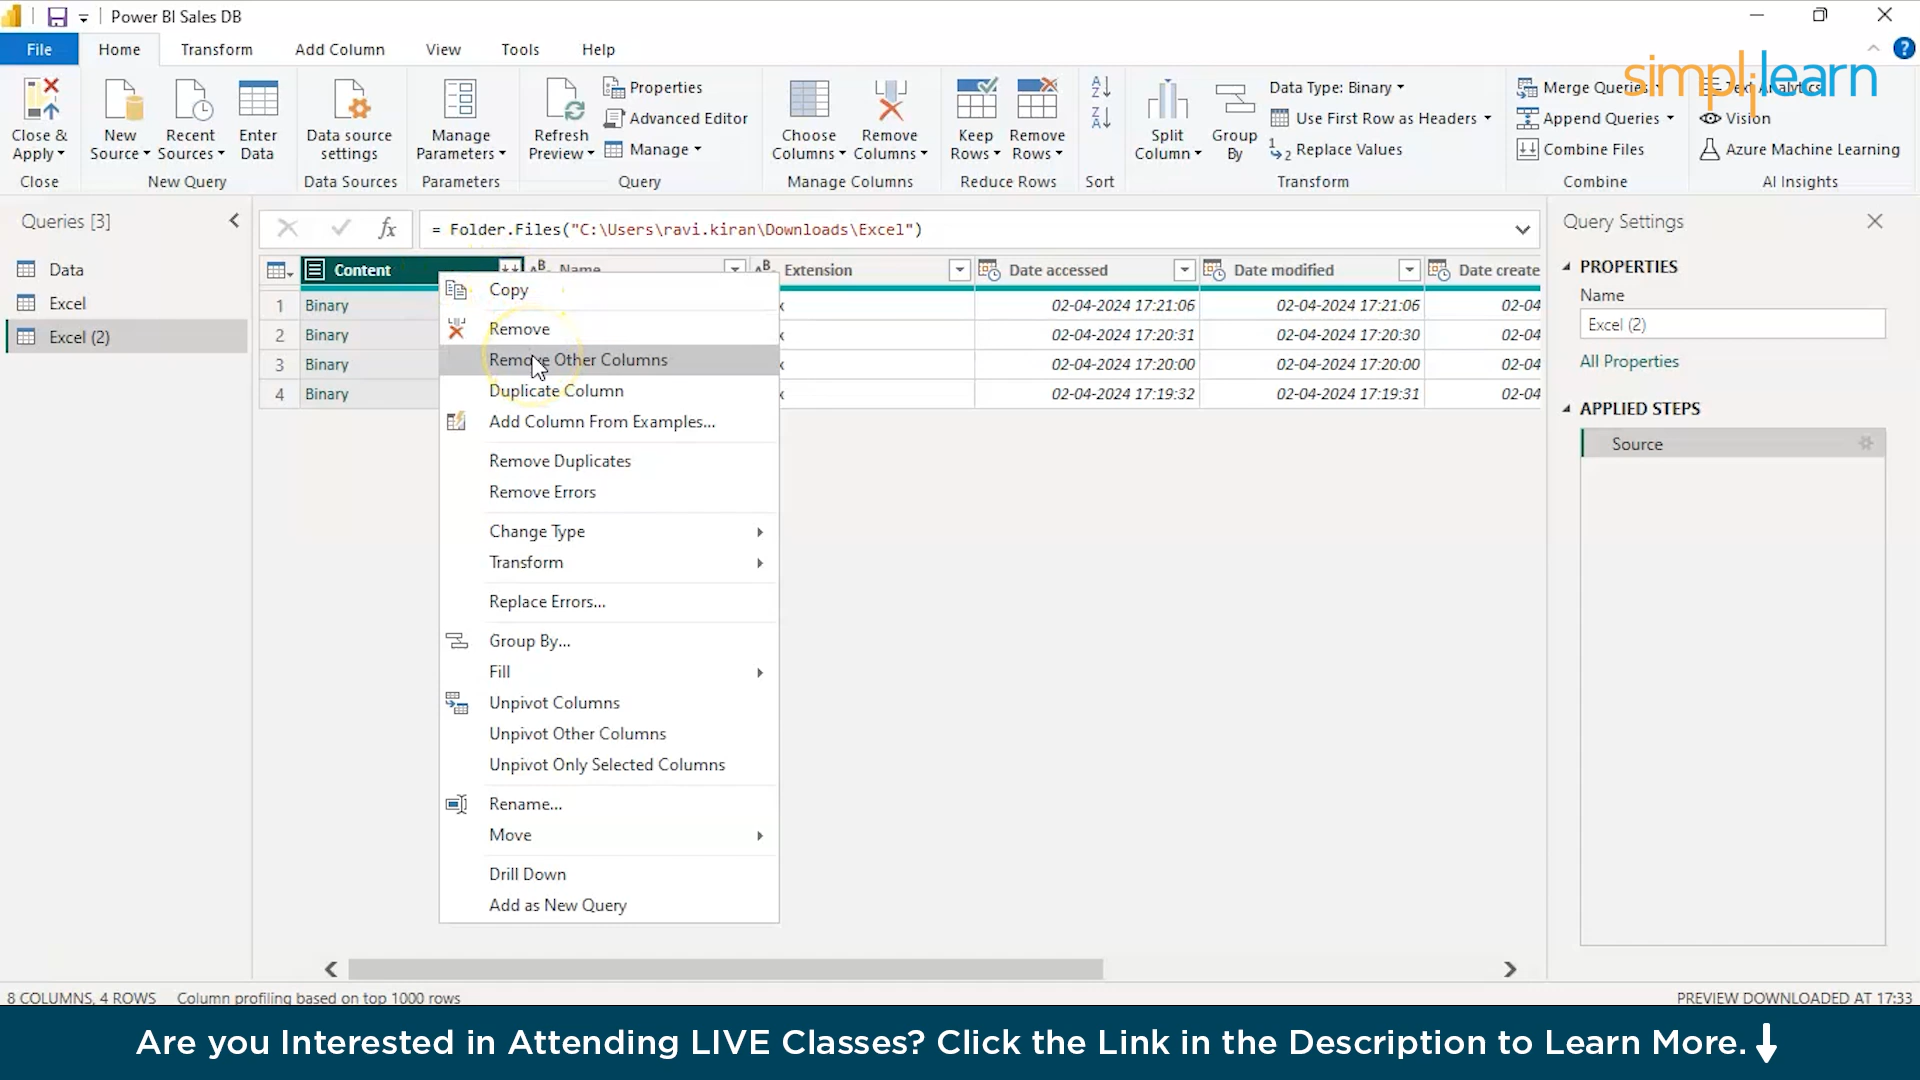 Power BI Sales DB
File Home Transform Add Column View Tools Help
simplilearn
Close & Apply
New Source
Recent Sources
Enter Data
Data source settings
Manage Parameters
Refresh Preview
Properties
Advanced Editor
Manage
Choose Columns
Remove Columns
Keep Rows
Remove Rows
Split Column
Group By
Data Type: Binary
Use First Row as Headers
Replace Values
Merge Queries
Append Queries
Combine Files
Text Analytics
Vision
Azure Machine Learning
Close
New Query
Data Sources
Parameters
Query
Manage Columns
Reduce Rows
Sort
Transform
Combine
AI Insights
Queries [3]
Data
Excel
Excel (2)
fx = Folder.Files("C:\Users\ravi.kiran\Downloads\Excel")
Content Name Extension Date accessed Date modified Date create
1 Binary x 02-04-2024 17:21:06 02-04-2024 17:21:06 02-04
2 Binary x 02-04-2024 17:20:31 02-04-2024 17:20:30 02-04
3 Binary x 02-04-2024 17:20:00 02-04-2024 17:20:00 02-04
4 Binary x 02-04-2024 17:19:32 02-04-2024 17:19:31 02-04
Copy
Remove
Remove Other Columns
Duplicate Column
Add Column From Examples...
Remove Duplicates
Remove Errors
Change Type
Transform
Replace Errors...
Group By...
Fill
Unpivot Columns
Unpivot Other Columns
Unpivot Only Selected Columns
Rename...
Move
Drill Down
Add as New Query
Query Settings
PROPERTIES
Name
Excel (2)
All Properties
APPLIED STEPS
Source
8 COLUMNS, 4 ROWS Column profiling based on top 1000 rows
PREVIEW DOWNLOADED AT 17:33
Are you Interested in Attending LIVE Classes? Click the Link in the Description to Learn More.